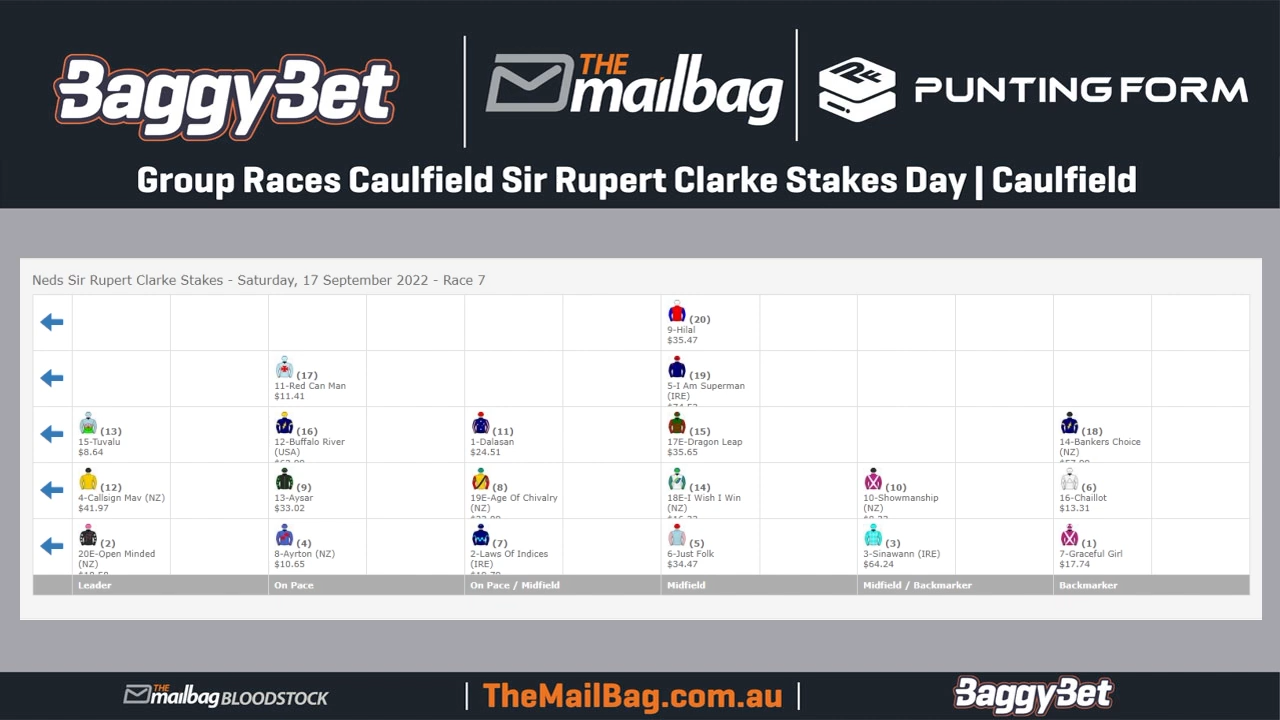 BaggyBet
THE
mailbag
PUNTING FORM
Group Races Caulfield Sir Rupert Clarke Stakes Day | Caulfield
Neds Sir Rupert Clarke Stakes - Saturday, 17 September 2022 - Race 7
(20)
9-Hilal
$35.47
(17)
11-Red Can Man
$11.41
(19)
5-I Am Superman
(IRE)
(13)
15-Tuvalu
$8.64
(16)
12-Buffalo River
(USA)
(11)
1-Dalasan
$24.51
(15)
17E-Dragon Leap
$35.65
(18)
14-Bankers Choice
(NZ)
(12)
4-Callsign Mav (NZ)
$41.97
(9)
13-Aysar
$33.02
(8)
19E-Age Of Chivalry
(NZ)
(14)
18E-I Wish I Win
(NZ)
(10)
10-Showmanship
(NZ)
(6)
16-Chaillot
$13.31
(2)
20E-Open Minded
(NZ)
(4)
8-Ayrton (NZ)
$10.65
(7)
2-Laws Of Indices
(IRE)
(5)
6-Just Folk
$34.47
(3)
3-Sinawann (IRE)
$64.24
(1)
7-Graceful Girl
$17.74
Leader
On Pace
On Pace / Midfield
Midfield
Midfield / Backmarker
Backmarker
THE
mailbag BLOODSTOCK
| TheMailBag.com.au |
BaggyBet